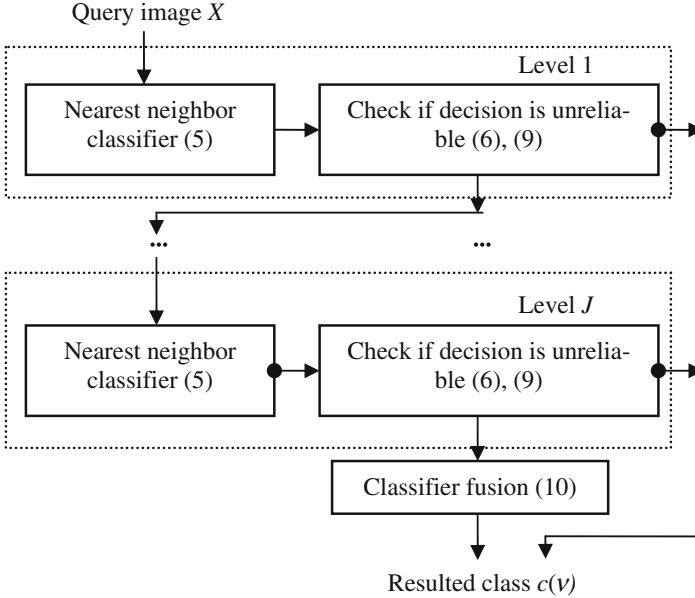 Query image X
Level 1
Nearest neighbor
classifier (5)
Check if decision is unrelia-
ble (6), (9)
...
...
Level J
Nearest neighbor
classifier (5)
Check if decision is unrelia-
ble (6), (9)
Classifier fusion (10)
Resulted class c(ν)